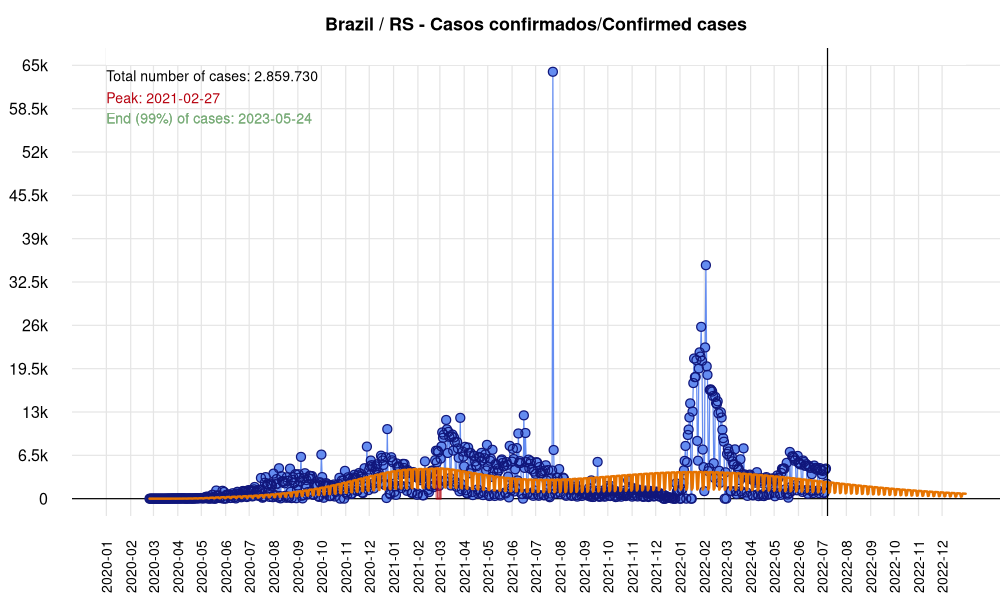 Brazil / RS - Casos confirmados/Confirmed cases
Total number of cases: 2.859.730
Peak: 2021-02-27
End (99%) of cases: 2023-05-24
65k
58.5k
52k
45.5k
39k
32.5k
26k
19.5k
13k
6.5k
0
2020-01
2020-02
2020-03
2020-04
2020-05
2020-06
2020-07
2020-08
2020-09
2020-10
2020-11
2020-12
2021-01
2021-02
2021-03
2021-04
2021-05
2021-06
2021-07
2021-08
2021-09
2021-10
2021-11
2021-12
2022-01
2022-02
2022-03
2022-04
2022-05
2022-06
2022-07
2022-08
2022-09
2022-10
2022-11
2022-12